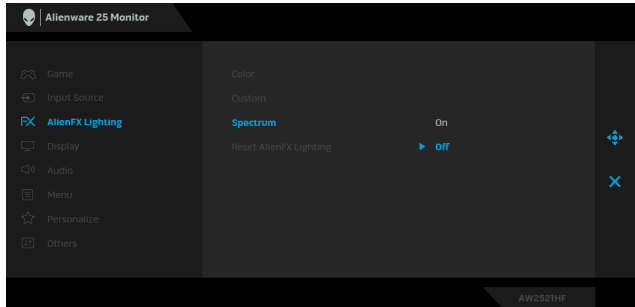 Alienware 25 Monitor
Game
Color
Input Source
Custom
FX AlienFX Lighting
Spectrum
On
Display
Reset AlienFX Lighting
Off
Audio
Menu
Personalize
Others
AW2521HF